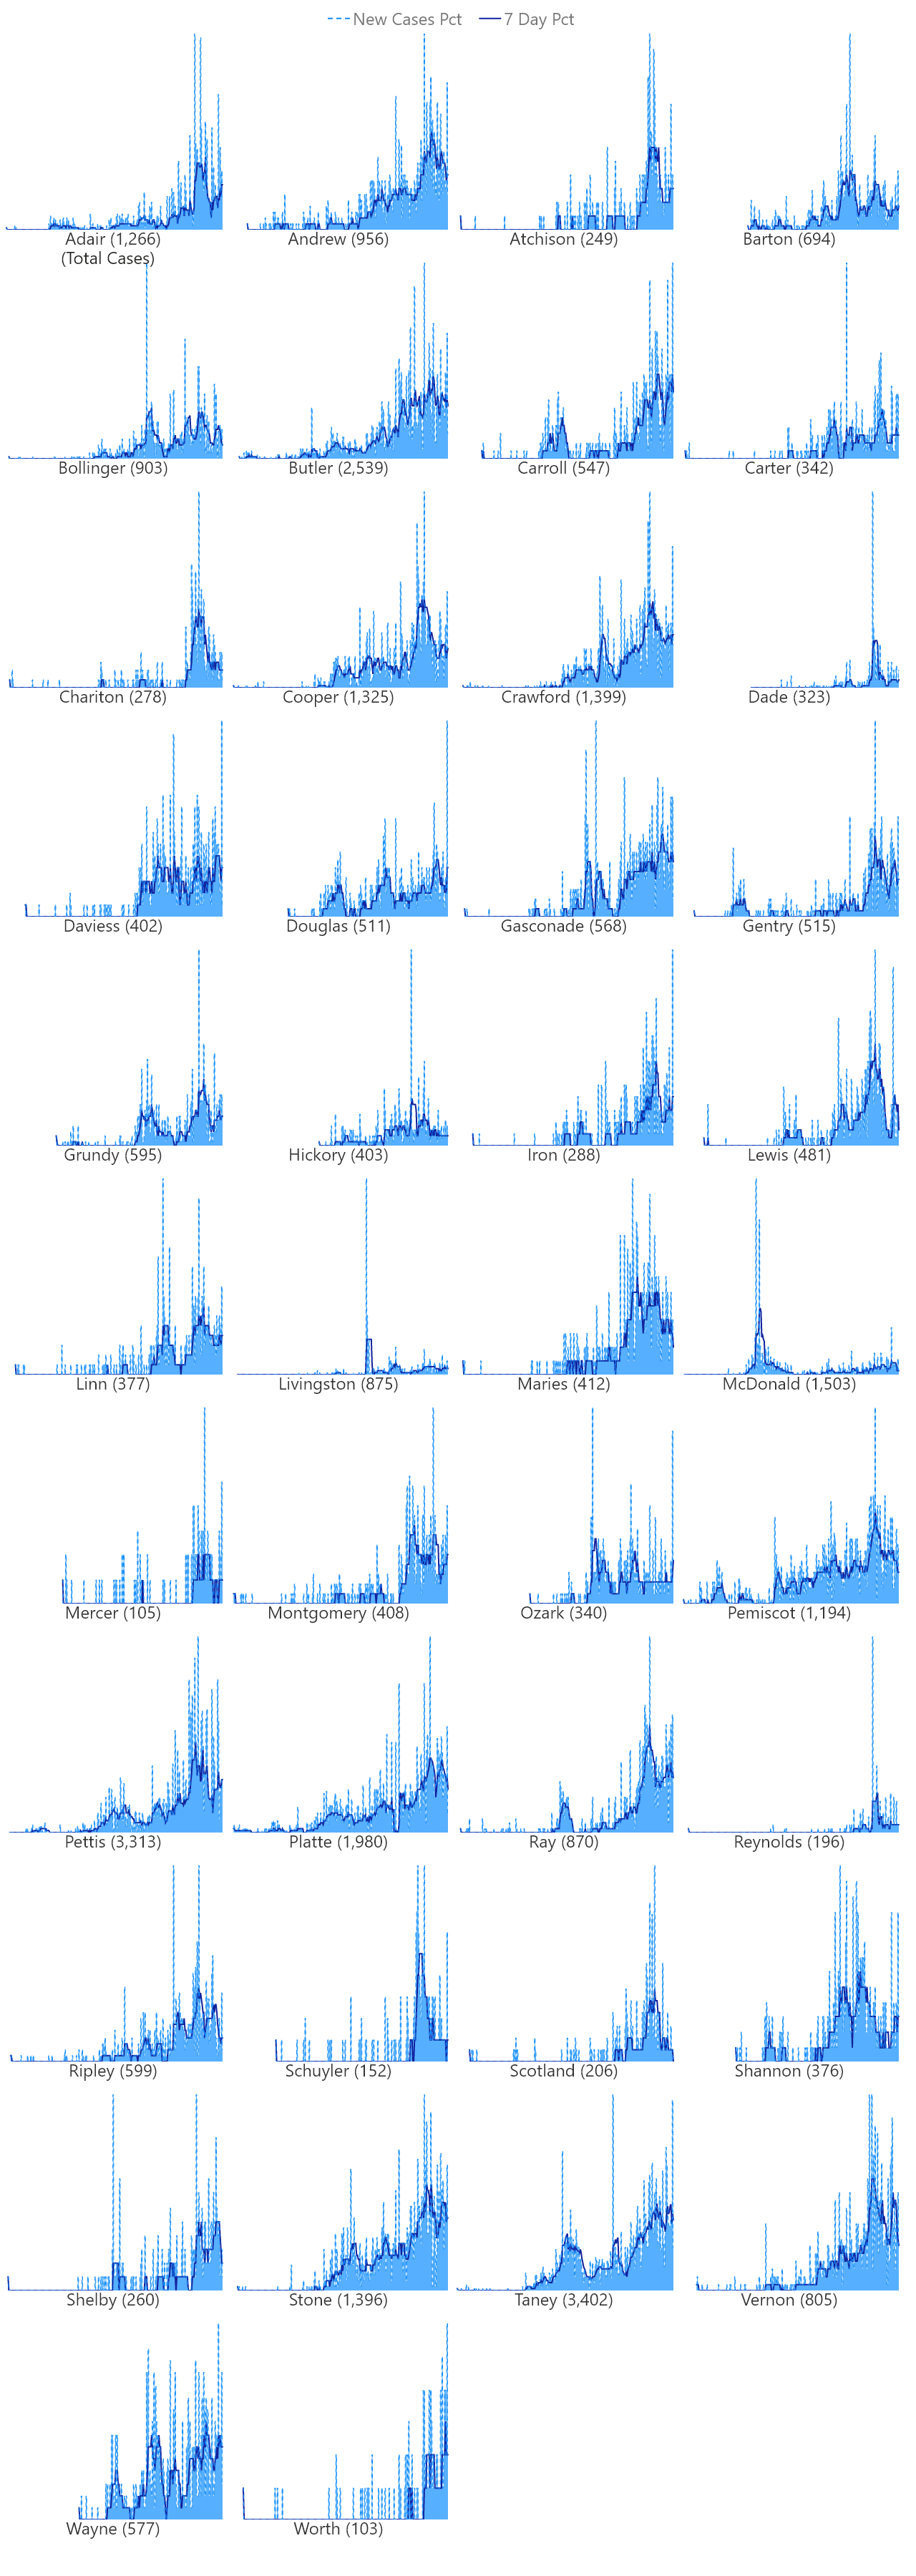 New Cases Pct 7 Day Pct
Adair (1,266) Andrew (956) Atchison (249) Barton (694)
(Total Cases)
Bollinger (903) Butler (2,539) Carroll (547) Carter (342)
Chariton (278) Cooper (1,325) Crawford (1,399) Dade (323)
Daviess (402) Douglas (511) Gasconade (568) Gentry (515)
Grundy (595) Hickory (403) Iron (288) Lewis (481)
Linn (377) Livingston (875) Maries (412) McDonald (1,503)
Mercer (105) Montgomery (408) Ozark (340) Pemiscot (1,194)
Pettis (3,313) Platte (1,980) Ray (870) Reynolds (196)
Ripley (599) Schuyler (152) Scotland (206) Shannon (376)
Shelby (260) Stone (1,396) Taney (3,402) Vernon (805)
Wayne (577) Worth (103)